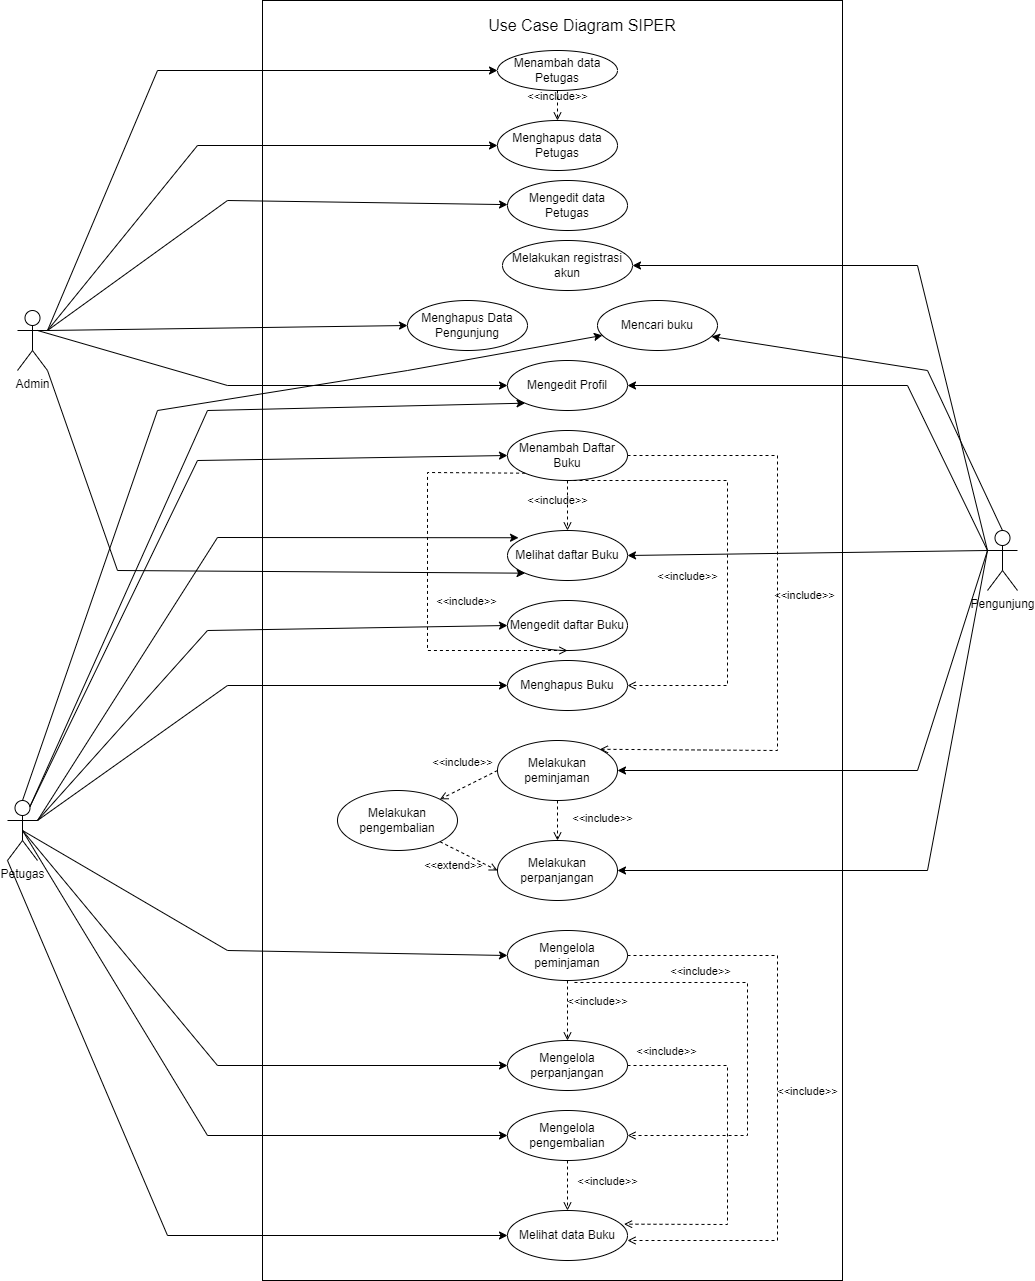 Use Case Diagram SIPER
Menambah data
Petugas
<<include>>
Menghapus data
Petugas
Mengedit data
Petugas
Melakukan registrasi
akun
Menghapus Data
Pengunjung
Mencari buku
Admin
Mengedit Profil
Menambah Daftar
Buku
<<include>>
Melihat daftar Buku
<<include>>
<<include>>
<<include>>
Pengunjung
Mengedit daftar Buku
Menghapus Buku
Melakukan
peminjaman
<<include>>
Melakukan
pengembalian
<<include>>
<<extend>>
Melakukan
perpanjangan
Petugas
Mengelola
peminjaman
<<include>>
<<include>>
Mengelola
perpanjangan
<<include>>
<<include>>
Mengelola
pengembalian
<<include>>
Melihat data Buku